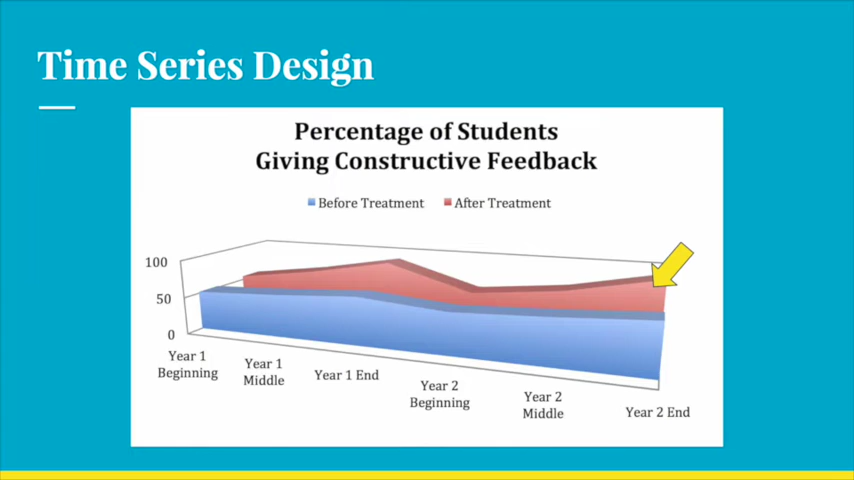 Time Series Design
Percentage of Students
Giving Constructive Feedback
Before Treatment
After Treatment
100
50
0
Year 1
Beginning
Year 1
Middle
Year 1 End
Year 2
Beginning
Year 2
Middle
Year 2 End